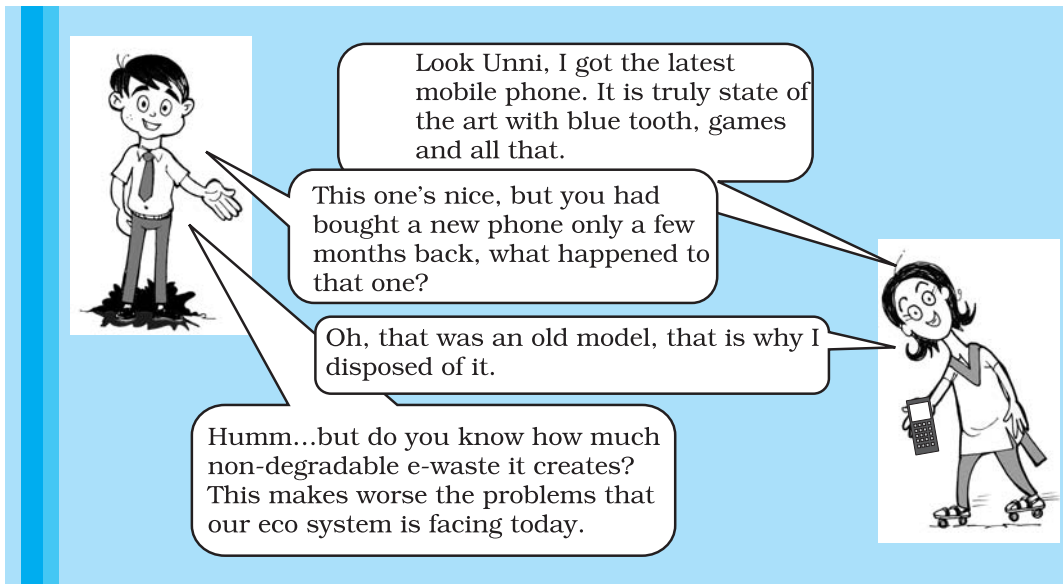 Look Unni, I got the latest
mobile phone. It is truly state of
the art with blue tooth, games
and all that.
This one's nice, but you had
bought a new phone only a few
months back, what happened to
that one?
Oh, that was an old model, that is why I
disposed of it.
Humm...but do you know how much
non-degradable e-waste it creates?
This makes worse the problems that
our eco system is facing today.